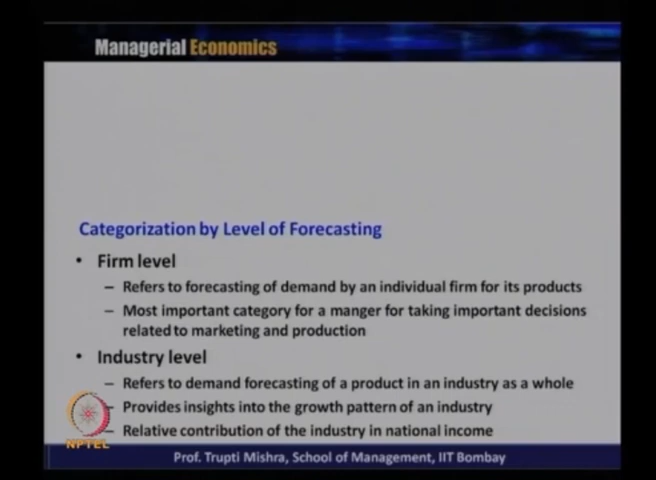 Managerial Economics
Categorization by Level of Forecasting
• Firm level
– Refers to forecasting of demand by an individual firm for its products
– Most important category for a manger for taking important decisions
related to marketing and production
• Industry level
– Refers to demand forecasting of a product in an industry as a whole
– Provides insights into the growth pattern of an industry
– Relative contribution of the industry in national income
NPTEL
Prof. Trupti Mishra, School of Management, IIT Bombay